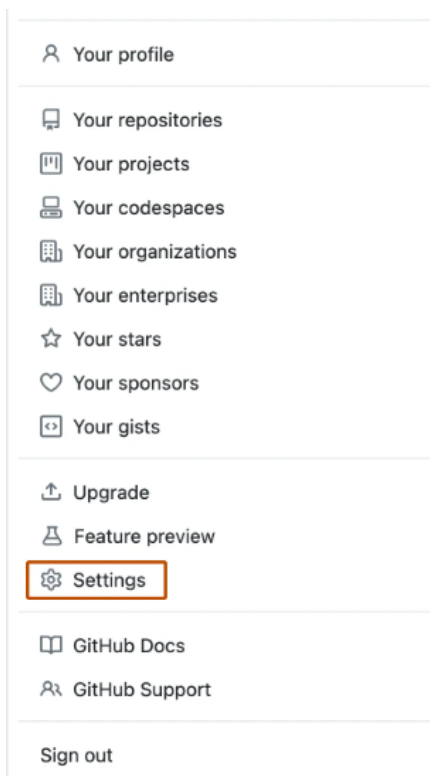 Your profile
Your repositories
Your projects
Your codespaces
Your organizations
Your enterprises
Your stars
Your sponsors
Your gists
Upgrade
Feature preview
Settings
GitHub Docs
GitHub Support
Sign out